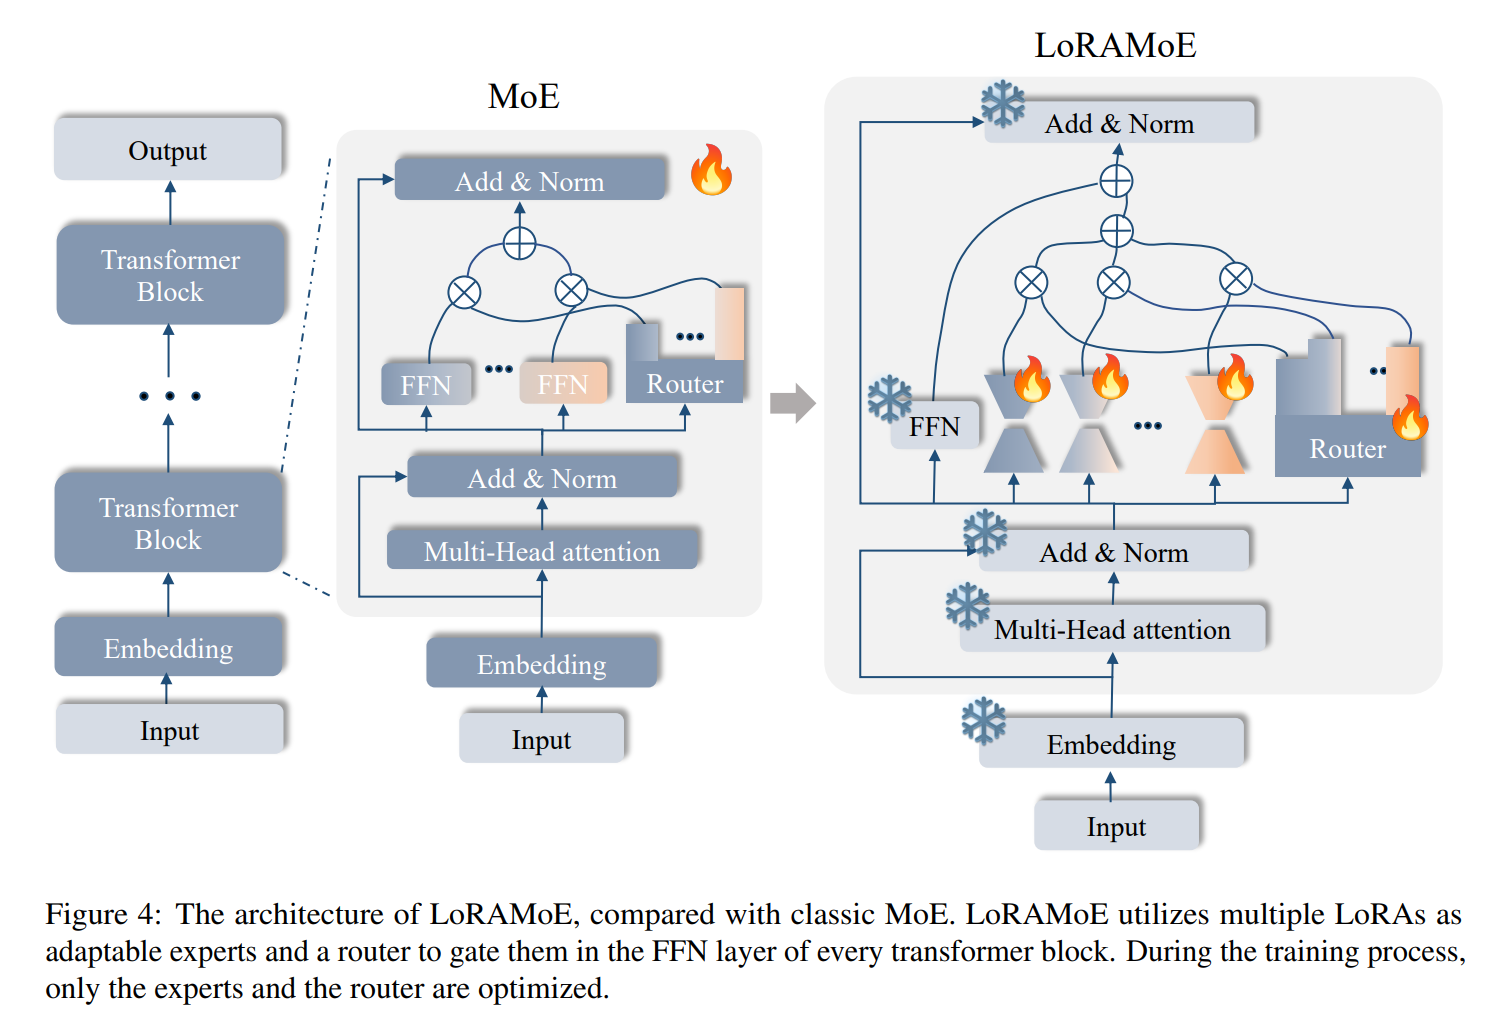 Output
Transformer
Block
Transformer
Block
Embedding
Input
MoE
Add & Norm
FFN
FFN
Router
Add & Norm
Multi-Head attention
Embedding
Input
LoRAMoE
Add & Norm
FFN
Router
Add & Norm
Multi-Head attention
Embedding
Input
Figure 4: The architecture of LoRAMoE, compared with classic MoE. LoRAMoE utilizes multiple LoRAs as
adaptable experts and a router to gate them in the FFN layer of every transformer block. During the training process,
only the experts and the router are optimized.